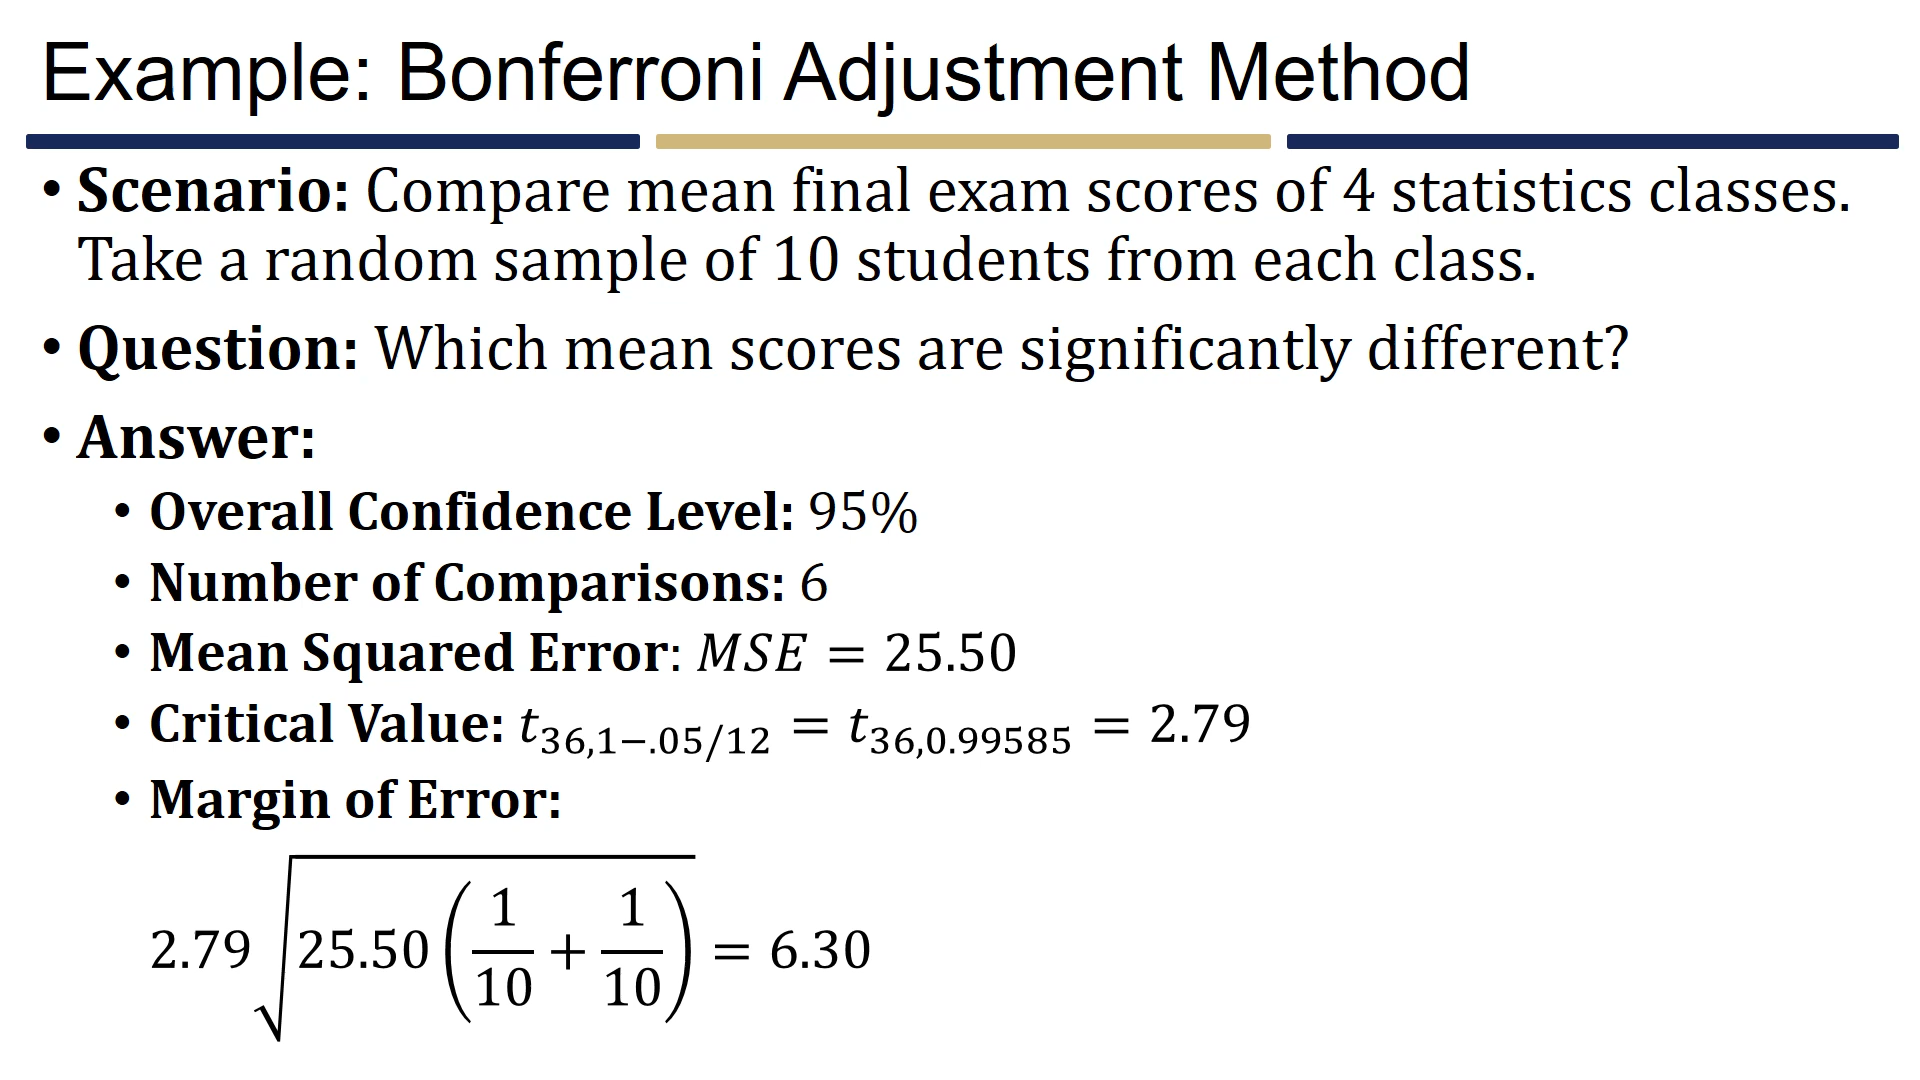 Example: Bonferroni Adjustment Method
• Scenario: Compare mean final exam scores of 4 statistics classes.
Take a random sample of 10 students from each class.
• Question: Which mean scores are significantly different?
• Answer:
• Overall Confidence Level: 95%
• Number of Comparisons: 6
• Mean Squared Error: MSE = 25.50
• Critical Value: t₃₆,₁₋.₀₅/₁₂ = t₃₆,₀.₉₉₅₈₅ = 2.79
• Margin of Error:
2.79√(25.50(1/10 + 1/10)) = 6.30